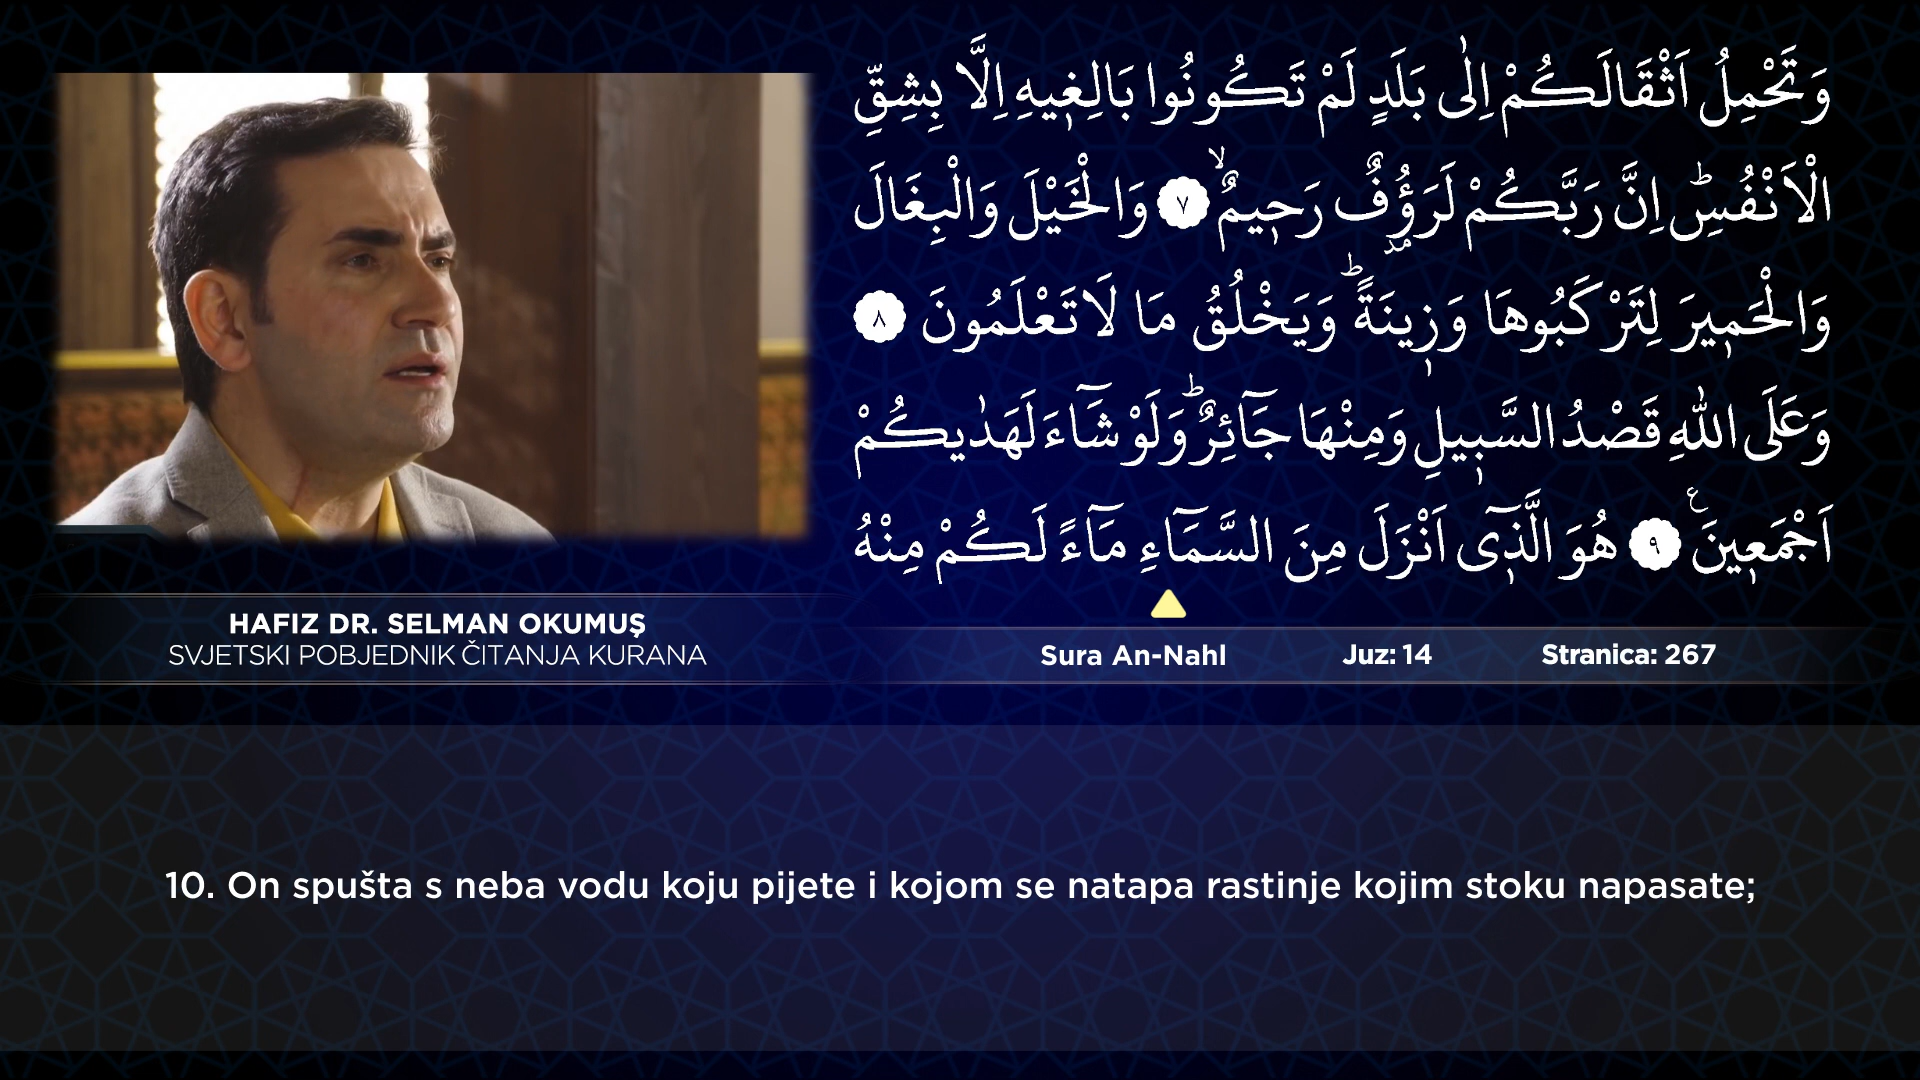 وَتَحْمِلُ اَثْقَالَكُمْ اِلٰى بَلَدٍ لَمْ تَكُونُوا بَالِغ۪يهِ اِلَّا بِشِقِّ
الْاَنْفُسِۜ اِنَّ رَبَّكُمْ لَرَؤُ۫فٌ رَح۪يمٌۙ ﴿٧﴾ وَالْخَيْلَ وَالْبِغَالَ
وَالْحَم۪يرَ لِتَرْكَبُوهَا وَز۪ينَةًۜ وَيَخْلُقُ مَا لَا تَعْلَمُونَ ﴿٨﴾
وَعَلَى اللّٰهِ قَصْدُ السَّب۪يلِ وَمِنْهَا جَٓائِرٌۜ وَلَوْ شَٓاءَ لَهَدٰيكُمْ
اَجْمَع۪ينَ۟ ﴿٩﴾ هُوَ الَّذ۪ٓي اَنْزَلَ مِنَ السَّمَٓاءِ مَٓاءً لَكُمْ مِنْهُ
HAFIZ DR. SELMAN OKUMUŞ
SVJETSKI POBJEDNIK ČITANJA KURANA
Sura An-Nahl Juz: 14 Stranica: 267
10. On spušta s neba vodu koju pijete i kojom se natapa rastinje kojim stoku napasate;